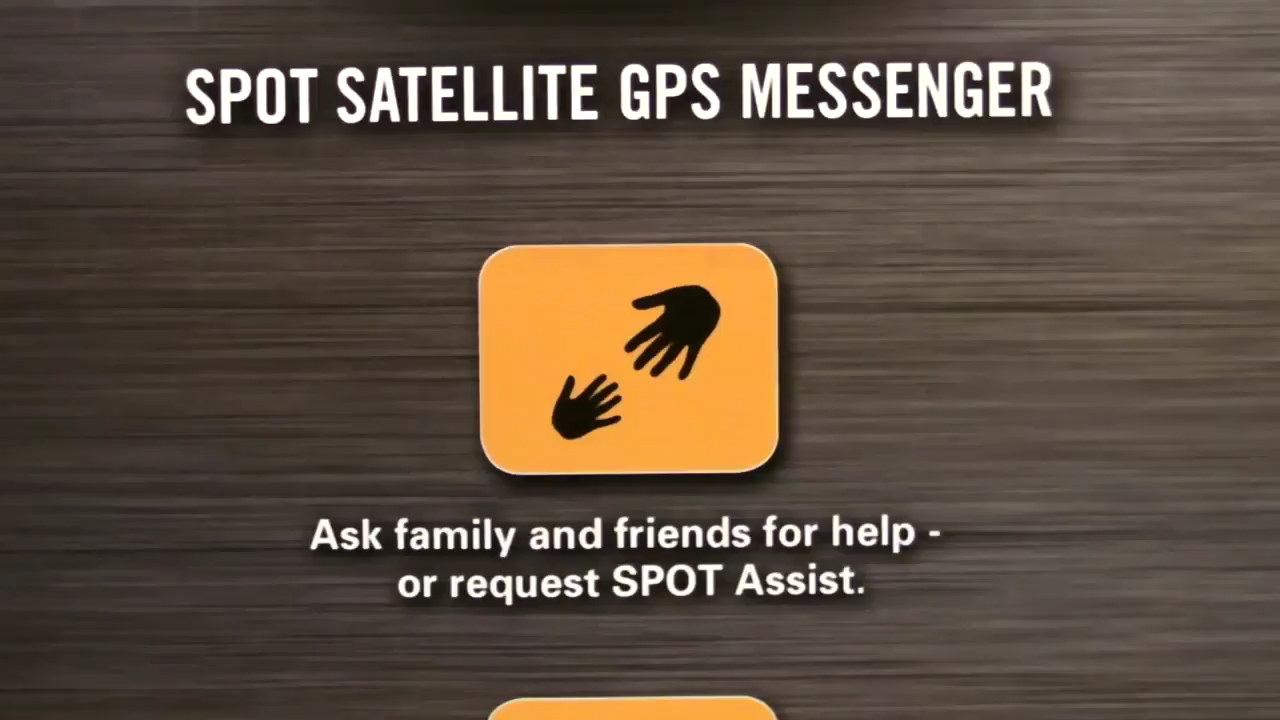 SPOT SATELLITE GPS MESSENGER
Ask family and friends for help -
or request SPOT Assist.